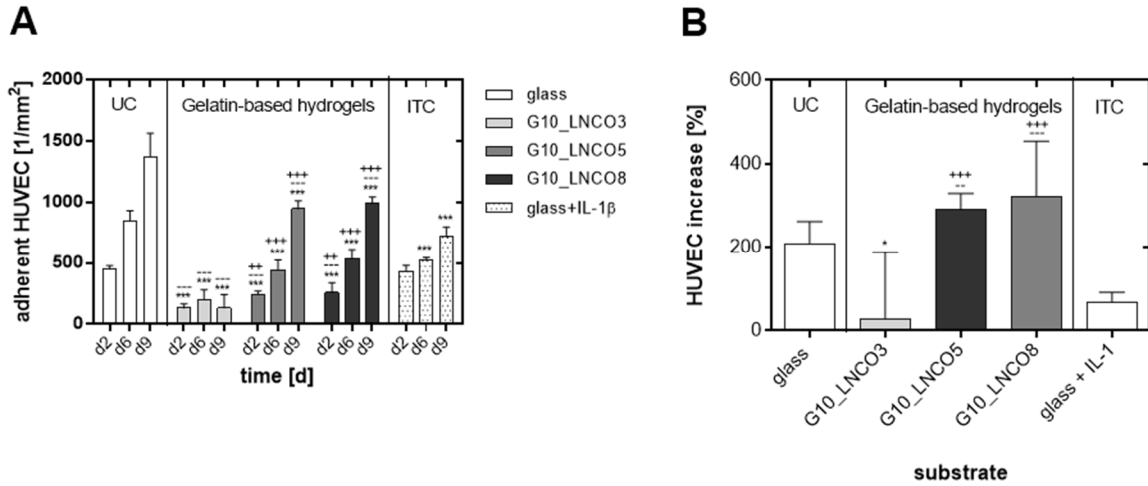 A
adherent HUVEC [1/mm²]
2000
1500
1000
500
0
UC
Gelatin-based hydrogels
ITC
***
---
***
---
***
---
++
---
***
+++
***
+++
---
***
++
---
***
+++
***
+++
---
***
***
***
d2 d6 d9 d2 d6 d9 d2 d6 d9 d2 d6 d9 d2 d6 d9
time [d]
glass
G10_LNCO3
G10_LNCO5
G10_LNCO8
glass+IL-1β
B
HUVEC increase [%]
600
400
200
0
UC
Gelatin-based hydrogels
ITC
*
+++
--
+++
---
glass
G10_LNCO3
G10_LNCO5
G10_LNCO8
glass + IL-1
substrate